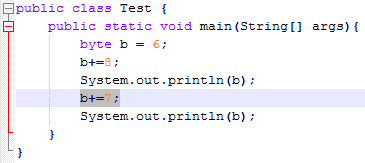 public class Test {
public static void main(String[] args){
byte b = 6;
b+=8;
System.out.println(b);
b+=7;
System.out.println(b);
}
}